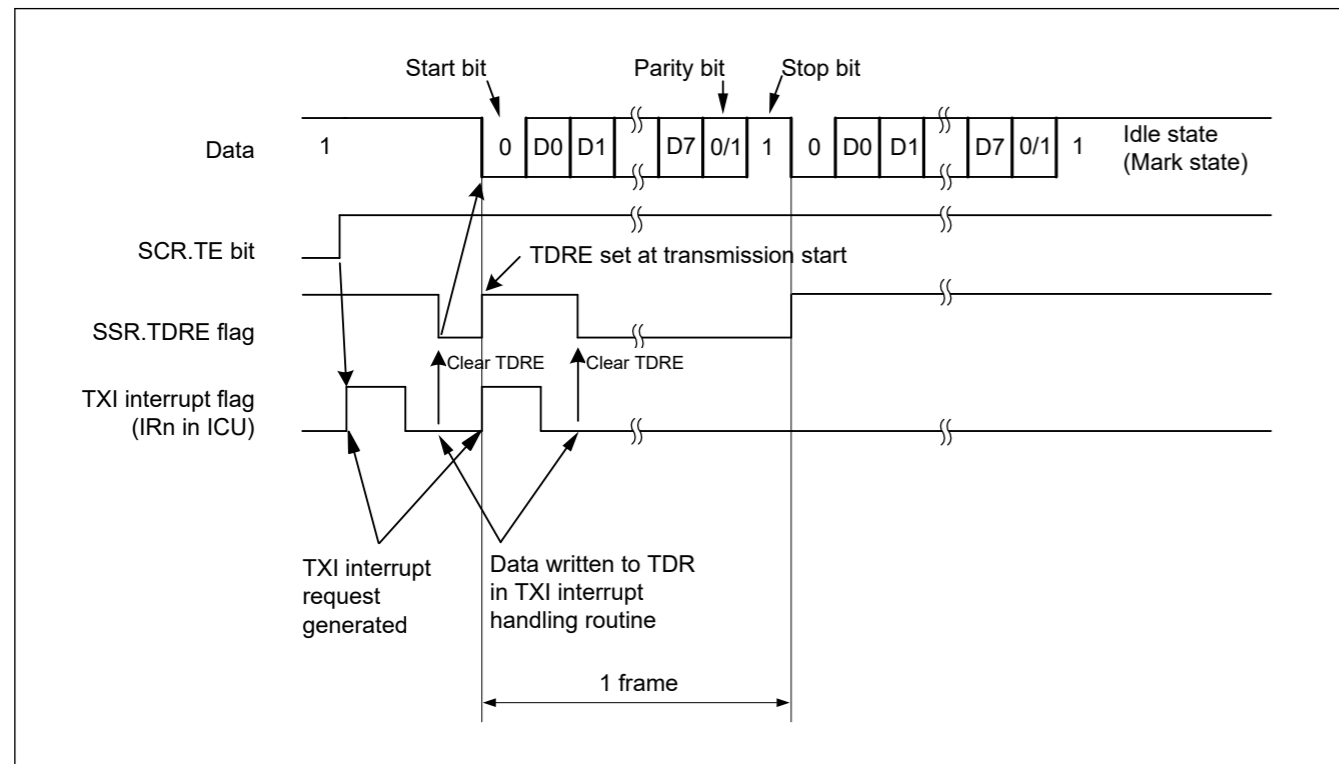 Start bit
Parity bit
Stop bit
Data
1
0
D0
D1
D7
0/1
1
0
D0
D1
D7
0/1
1
Idle state
(Mark state)
SCR.TE bit
TDRE set at transmission start
SSR.TDRE flag
Clear TDRE
Clear TDRE
TXI interrupt flag
(IRn in ICU)
TXI interrupt
request
generated
Data written to TDR
in TXI interrupt
handling routine
1 frame